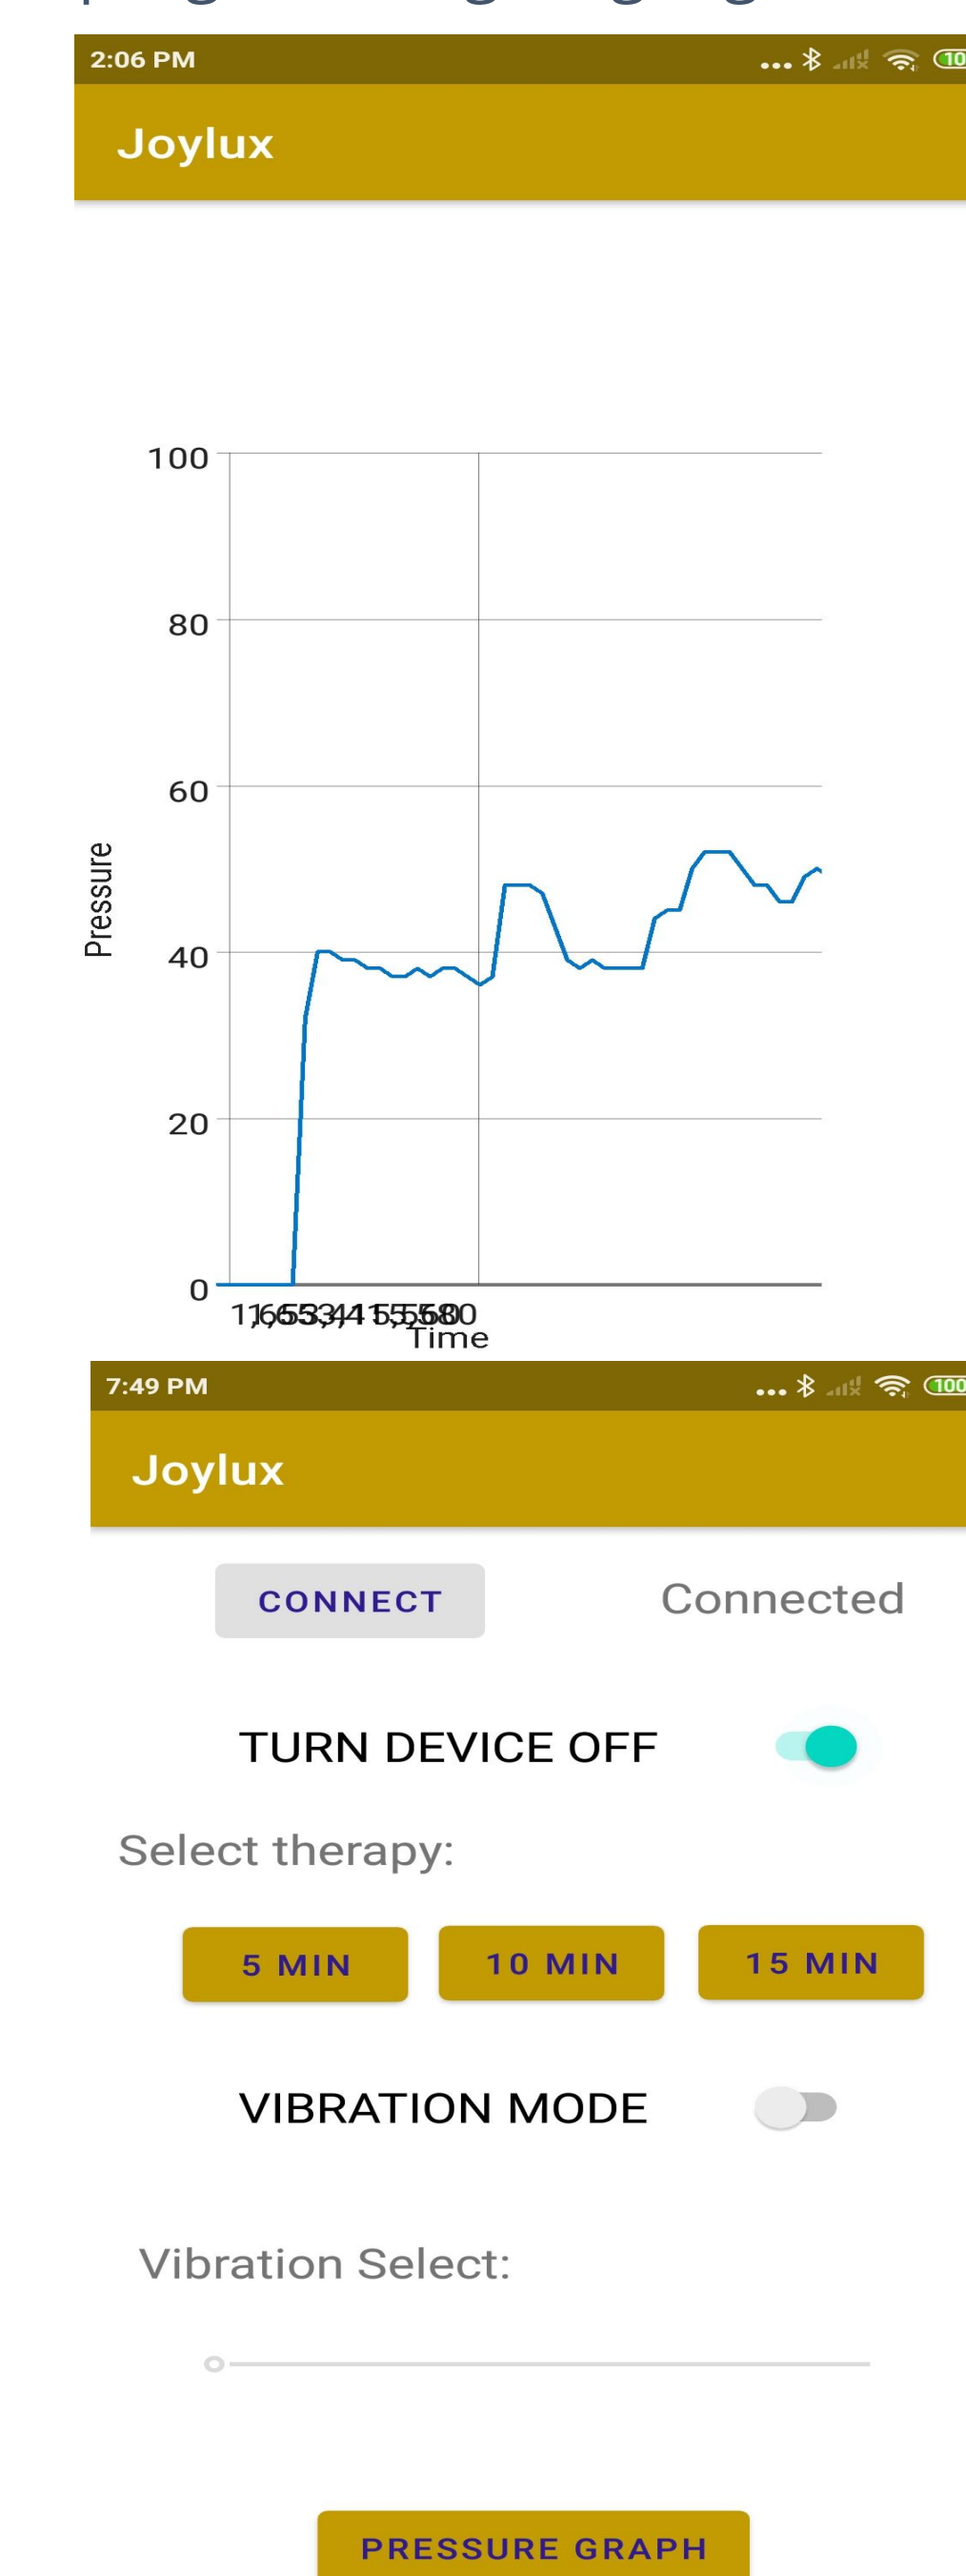 2:06 PM
Joylux
100
80
60
40
20
0
Pressure
Time
7:49 PM
100
Joylux
CONNECT Connected
TURN DEVICE OFF
Select therapy:
5 MIN 10 MIN 15 MIN
VIBRATION MODE
Vibration Select:
PRESSURE GRAPH